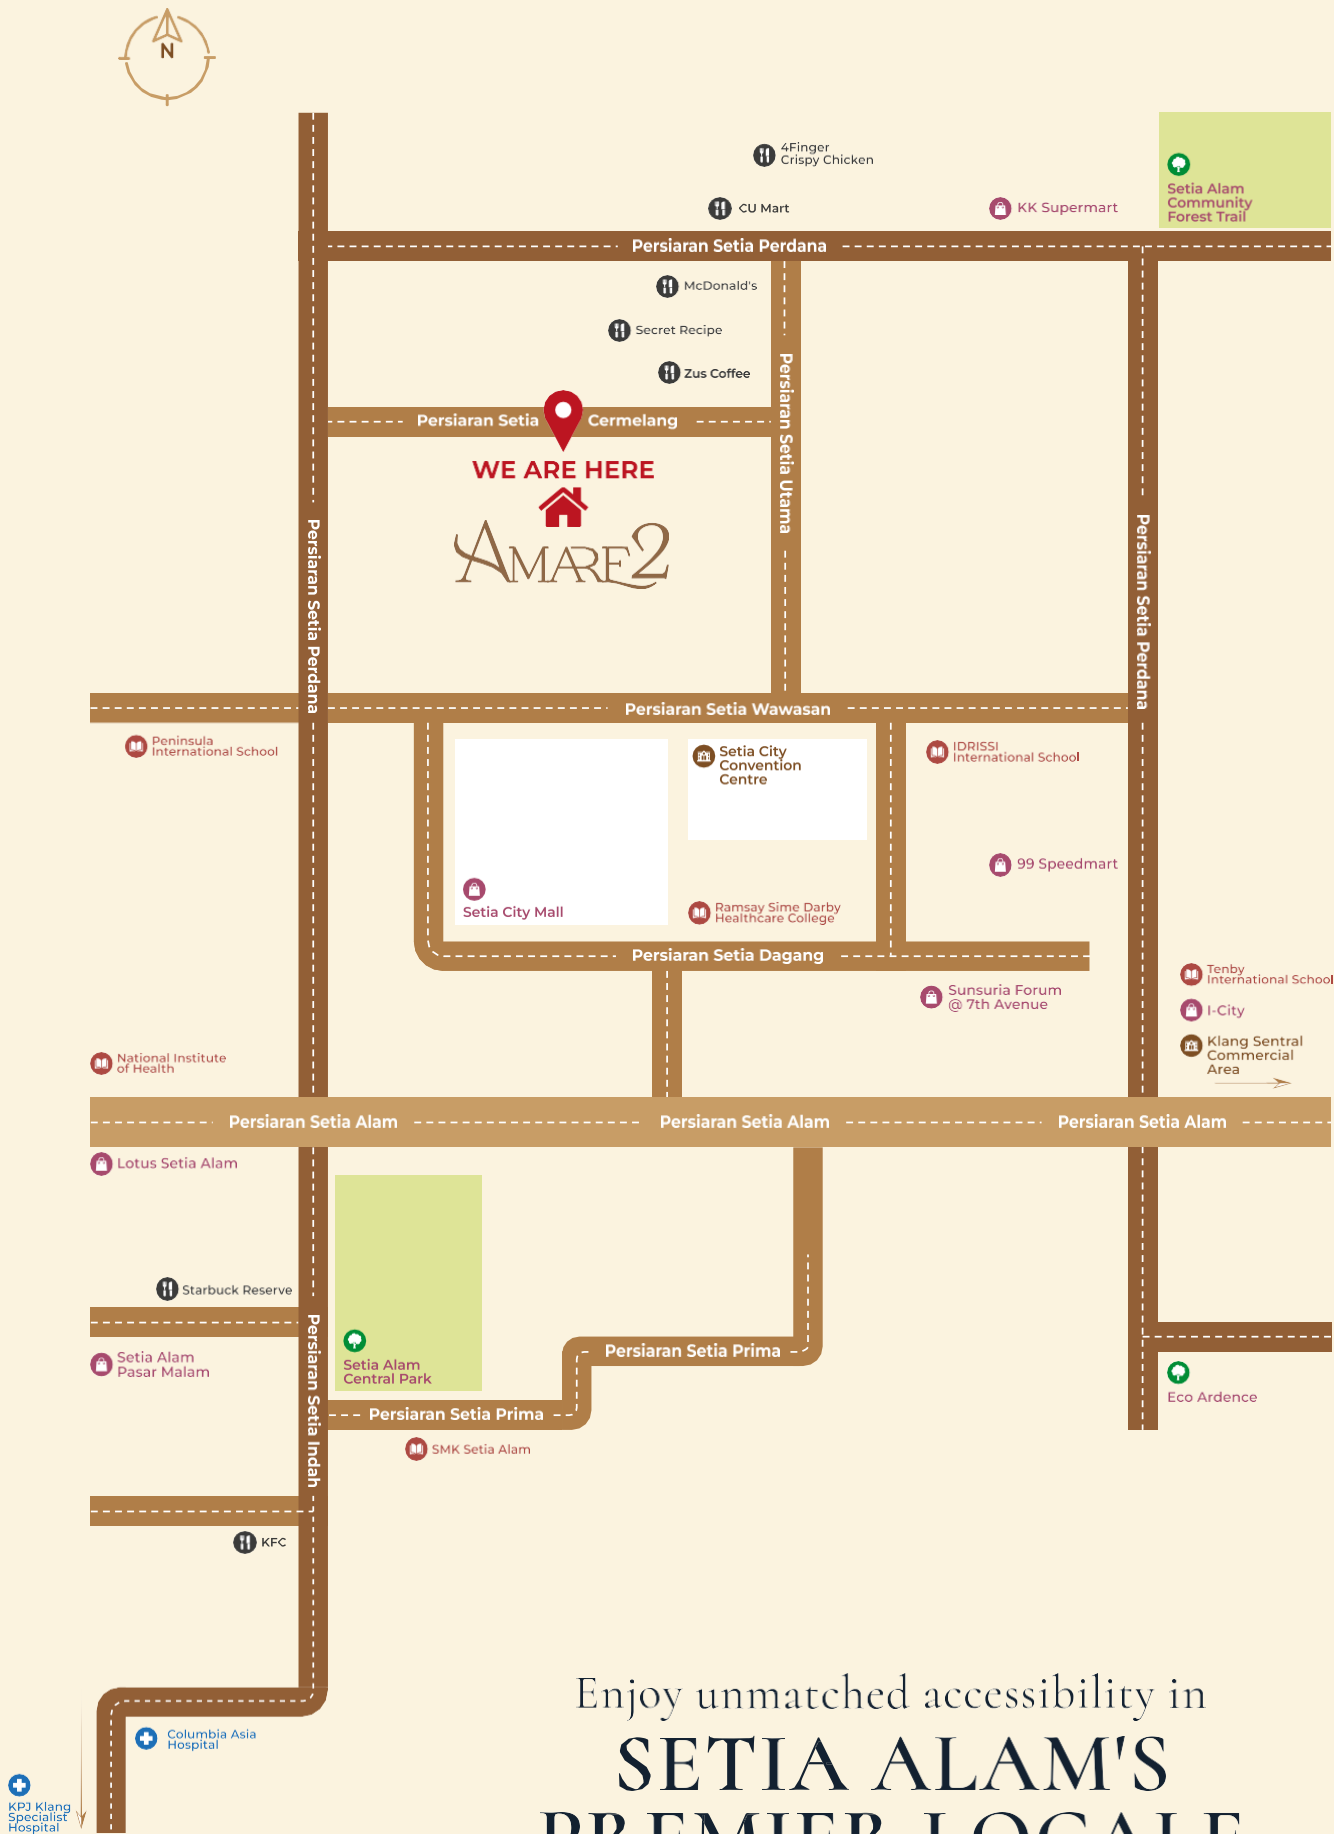 N
4Finger
Crispy Chicken
CU Mart
KK Supermart
Setia Alam
Community
Forest Trail
Persiaran Setia Perdana
McDonald's
Secret Recipe
Zus Coffee
Persiaran Setia Utama
Persiaran Setia Cermelang
WE ARE HERE
AMARE2
Persiaran Setia Perdana
Persiaran Setia Perdana
Persiaran Setia Wawasan
Peninsula
International School
Setia City
Convention
Centre
IDRISSI
International School
99 Speedmart
Setia City Mall
Ramsay Sime Darby
Healthcare College
Persiaran Setia Dagang
Sunsuria Forum
@ 7th Avenue
Tenby
International School
I-City
Klang Sentral
Commercial
Area
National Institute
of Health
Persiaran Setia Alam
Persiaran Setia Alam
Persiaran Setia Alam
Lotus Setia Alam
Starbuck Reserve
Setia Alam
Pasar Malam
Persiaran Setia Indah
Setia Alam
Central Park
Persiaran Setia Prima
Persiaran Setia Prima
SMK Setia Alam
Eco Ardence
KFC
Columbia Asia
Hospital
KPJ Klang
Specialist
Hospital
Enjoy unmatched accessibility in
SETIA ALAM'S
PREMIER LOCALE